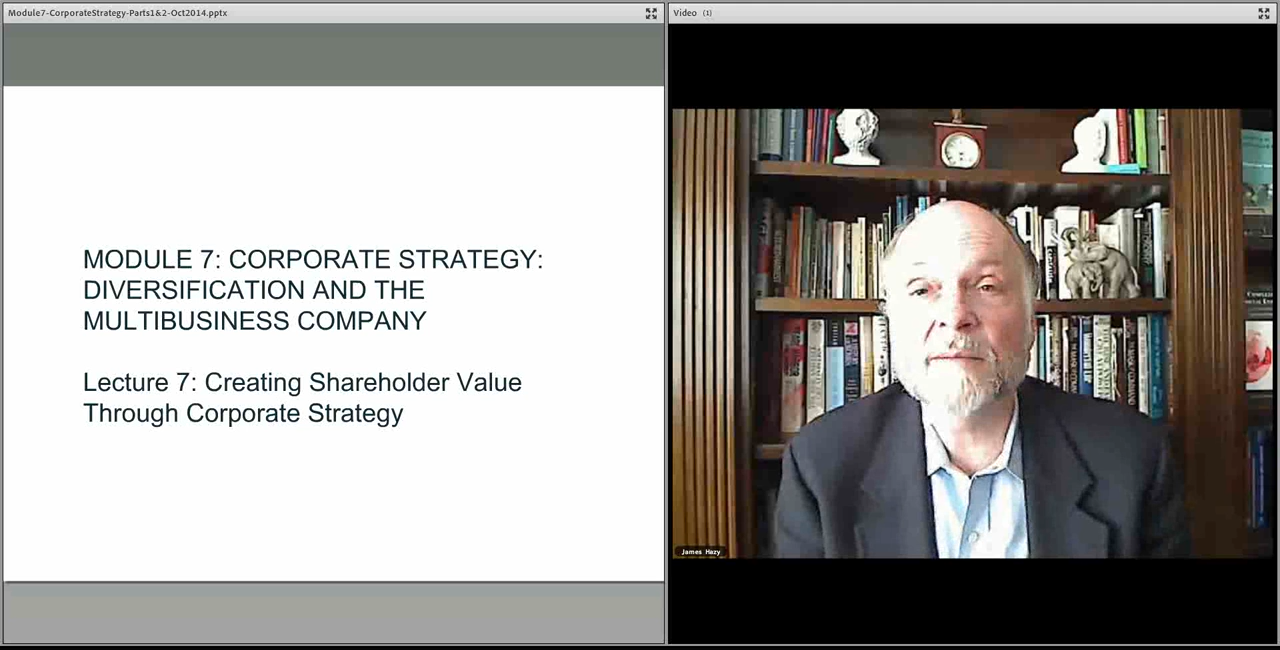 Module7-CorporateStrategy-Parts1&2-Oct2014.pptx
Video (1)
MODULE 7: CORPORATE STRATEGY:
DIVERSIFICATION AND THE
MULTIBUSINESS COMPANY
Lecture 7: Creating Shareholder Value
Through Corporate Strategy
James Hazy